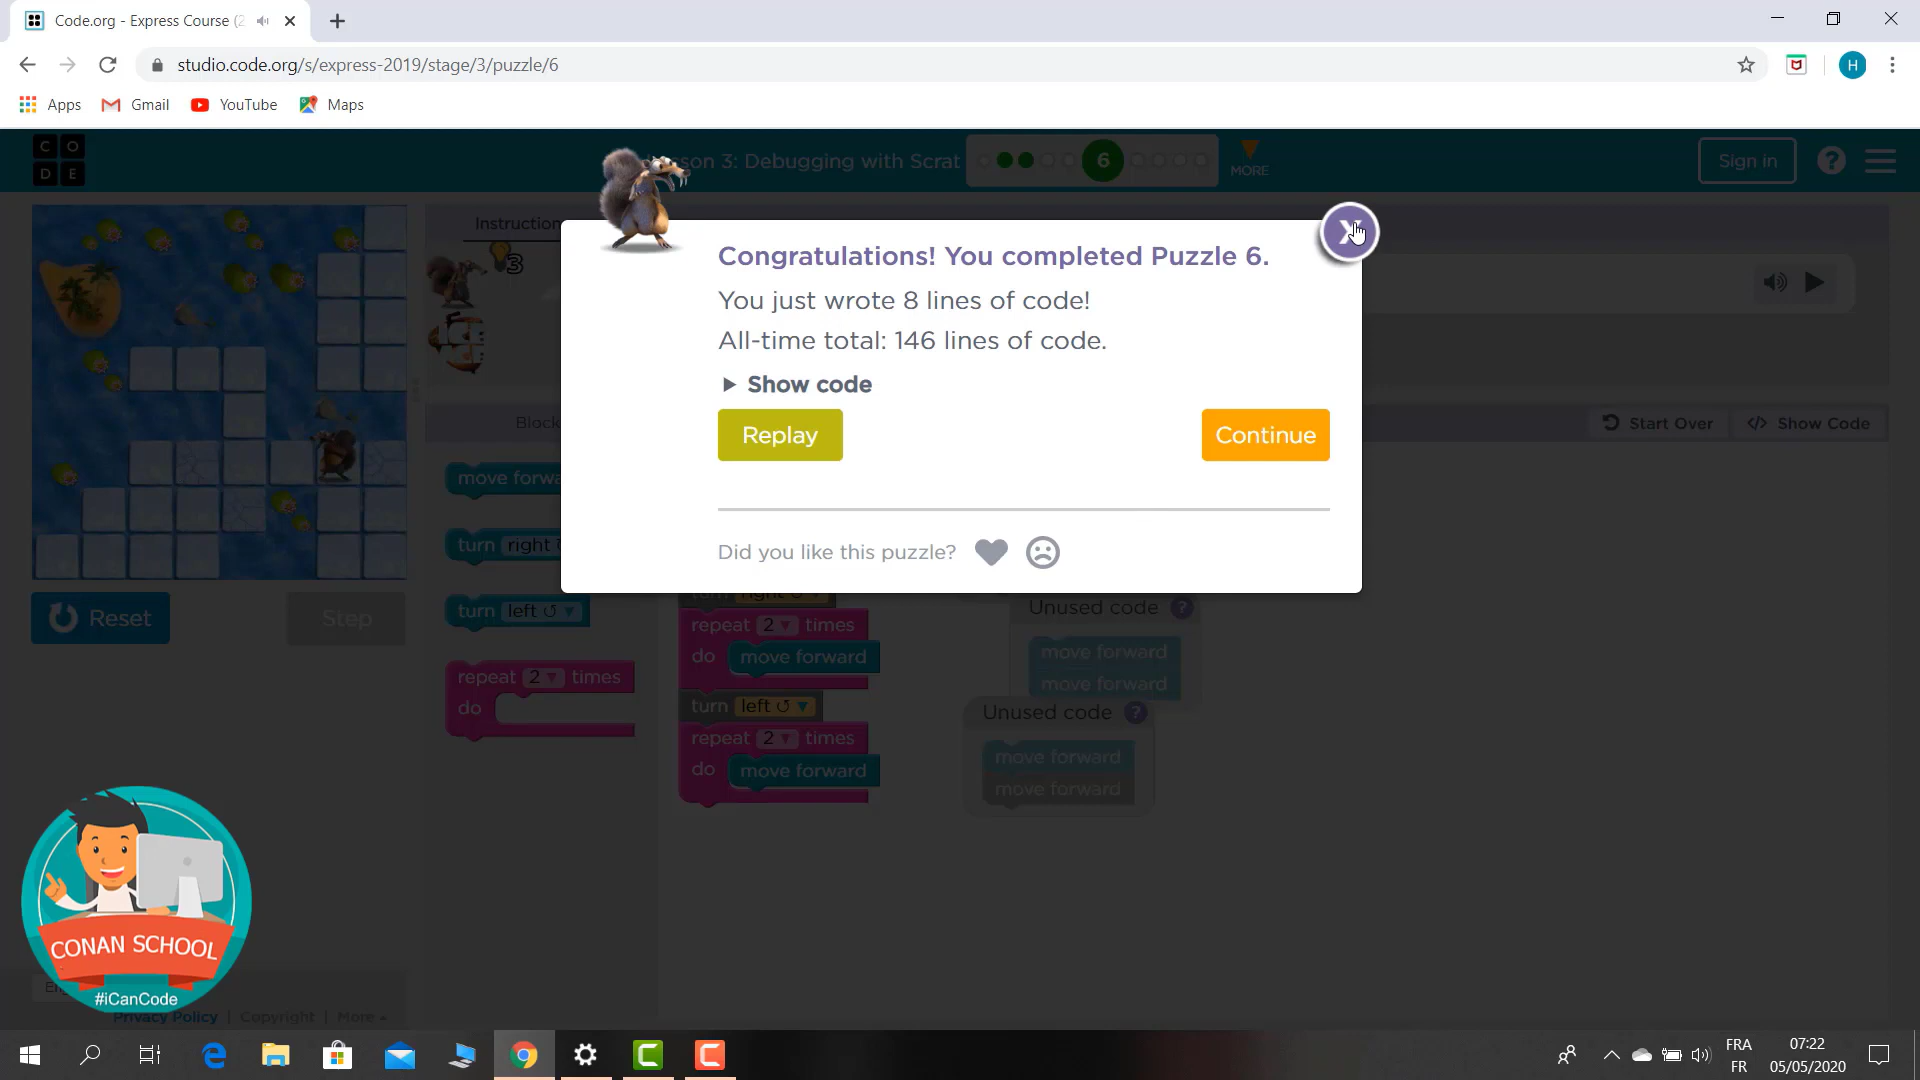 Code.org - Express Course (2
studio.code.org/s/express-2019/stage/3/puzzle/6
H
Apps
Gmail
YouTube
Maps
C O
D E
sson 3: Debugging with Scrat
6
MORE
Sign in
?
Instruction
3
X
Congratulations! You completed Puzzle 6.
You just wrote 8 lines of code!
All-time total: 146 lines of code.
Show code
Replay
Continue
Did you like this puzzle?
Block
Start Over
Show Code
move forwa
turn right
turn left
repeat 2 times
do
Reset
Step
turn right
repeat 2 times
do move forward
turn left
repeat 2 times
do move forward
Unused code ?
move forward
move forward
Unused code ?
move forward
move forward
CONAN SCHOOL
#iCanCode
Privacy Policy | Copyright | More
FRA
FR
07:22
05/05/2020